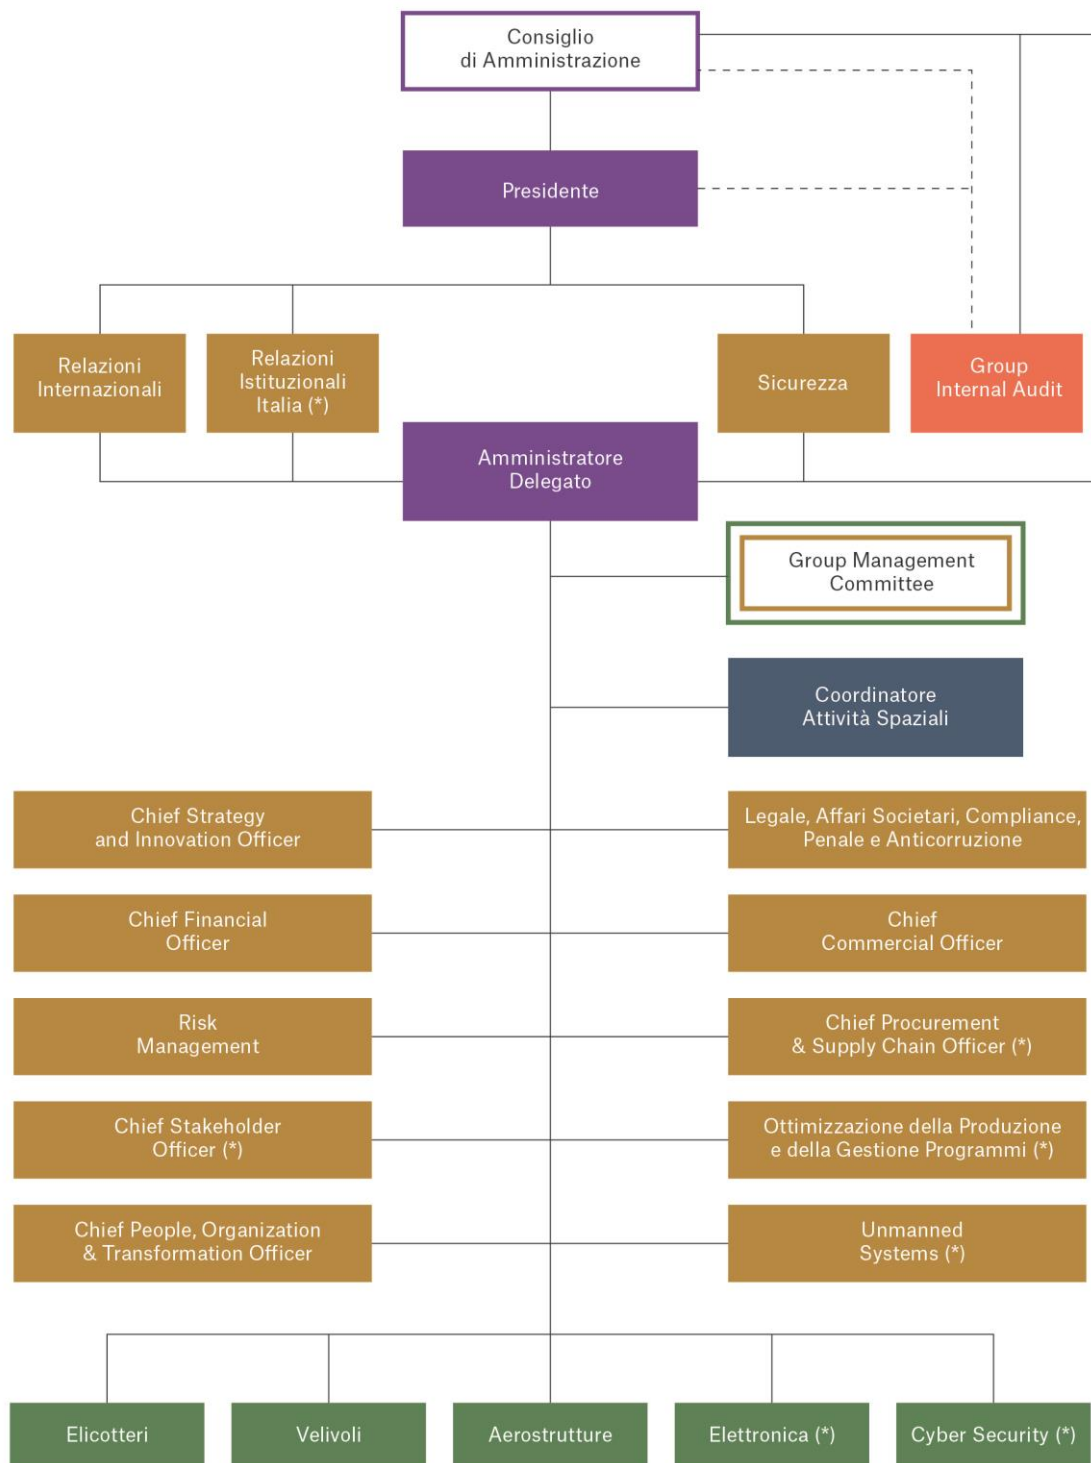 Consiglio
di Amministrazione
Presidente
Relazioni
Internazionali
Relazioni
Istituzionali
Italia (*)
Sicurezza
Group
Internal Audit
Amministratore
Delegato
Group Management
Committee
Coordinatore
Attività Spaziali
Chief Strategy
and Innovation Officer
Legale, Affari Societari, Compliance,
Penale e Anticorruzione
Chief Financial
Officer
Chief
Commercial Officer
Risk
Management
Chief Procurement
& Supply Chain Officer (*)
Chief Stakeholder
Officer (*)
Ottimizzazione della Produzione
e della Gestione Programmi (*)
Chief People, Organization
& Transformation Officer
Unmanned
Systems (*)
Elicotteri
Velivoli
Aerostrutture
Elettronica (*)
Cyber Security (*)